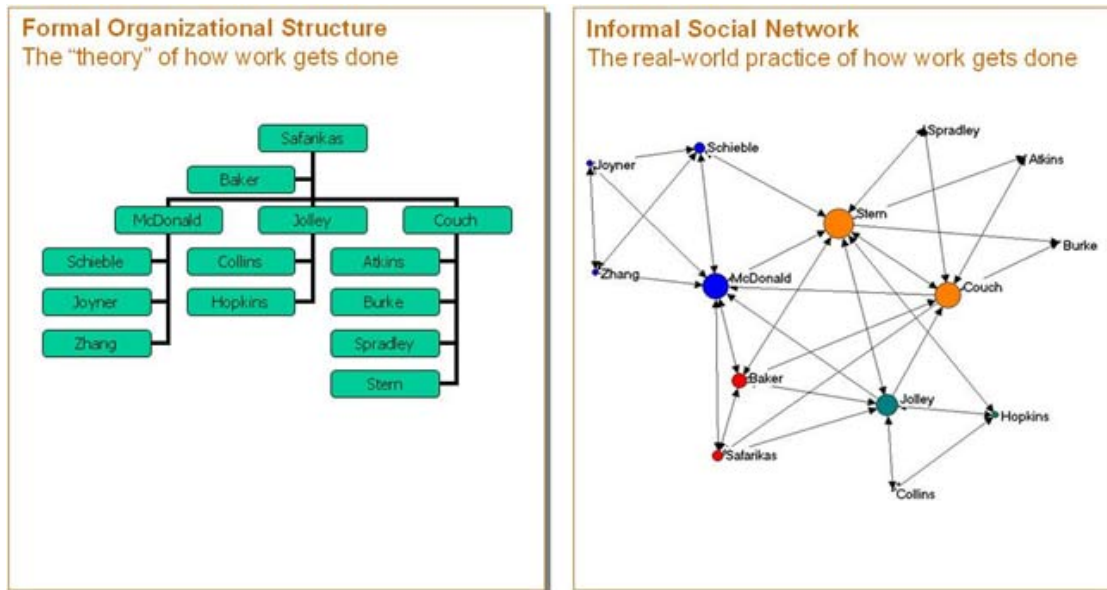 Formal Organizational Structure
The “theory” of how work gets done
Safarikas
Baker
McDonald
Jolley
Couch
Schieble
Collins
Atkins
Joyner
Hopkins
Burke
Zhang
Spradley
Stern
Informal Social Network
The real-world practice of how work gets done
Spradley
Schieble
Joyner
Atkins
Stern
Burke
Zhang
McDonald
Couch
Baker
Jolley
Hopkins
Safarikas
Collins